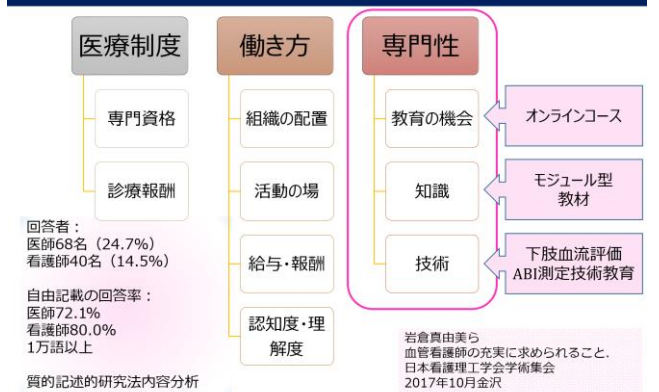 医療制度
専門資格
診療報酬
働き方
組織の配置
活動の場
給与・報酬
認知度・理
解度
専門性
教育の機会
知識
技術
オンラインコース
モジュール型
教材
下肢血流評価
ABI測定技術教育
回答者：
医師68名（24.7%）
看護師40名（14.5%）
自由記載の回答率：
医師72.1%
看護師80.0%
1万語以上
質的記述的研究法内容分析
岩倉真由美ら
血管看護師の充実に求められること.
日本看護理工学会学術集会
2017年10月金沢